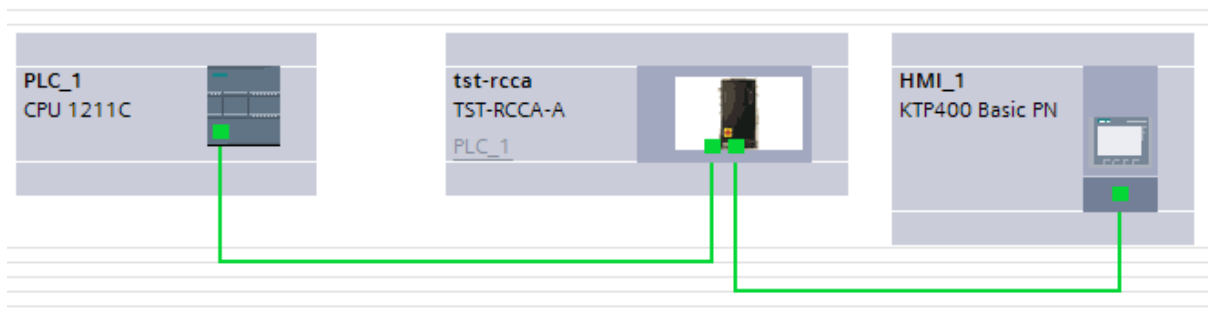 PLC_1
CPU 1211C
tst-rcca
TST-RCCA-A
PLC_1
HMI_1
KTP400 Basic PN